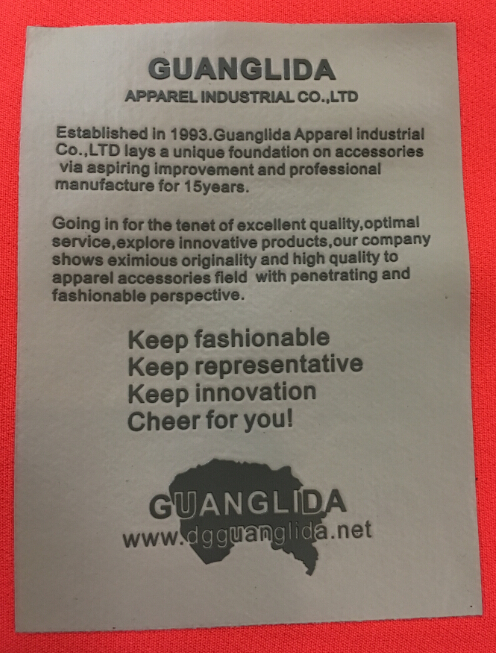 GUANGLIDA
APPAREL INDUSTRIAL CO.,LTD
Established in 1993.Guanglida Apparel industrial
Co.,LTD lays a unique foundation on accessories
via aspiring improvement and professional
manufacture for 15years.
Going in for the tenet of excellent quality,optimal
service,explore innovative products,our company
shows eximious originality and high quality to
apparel accessories field with penetrating and
fashionable perspective.
Keep fashionable
Keep representative
Keep innovation
Cheer for you!
GUANGLIDA
www.dgguanglida.net